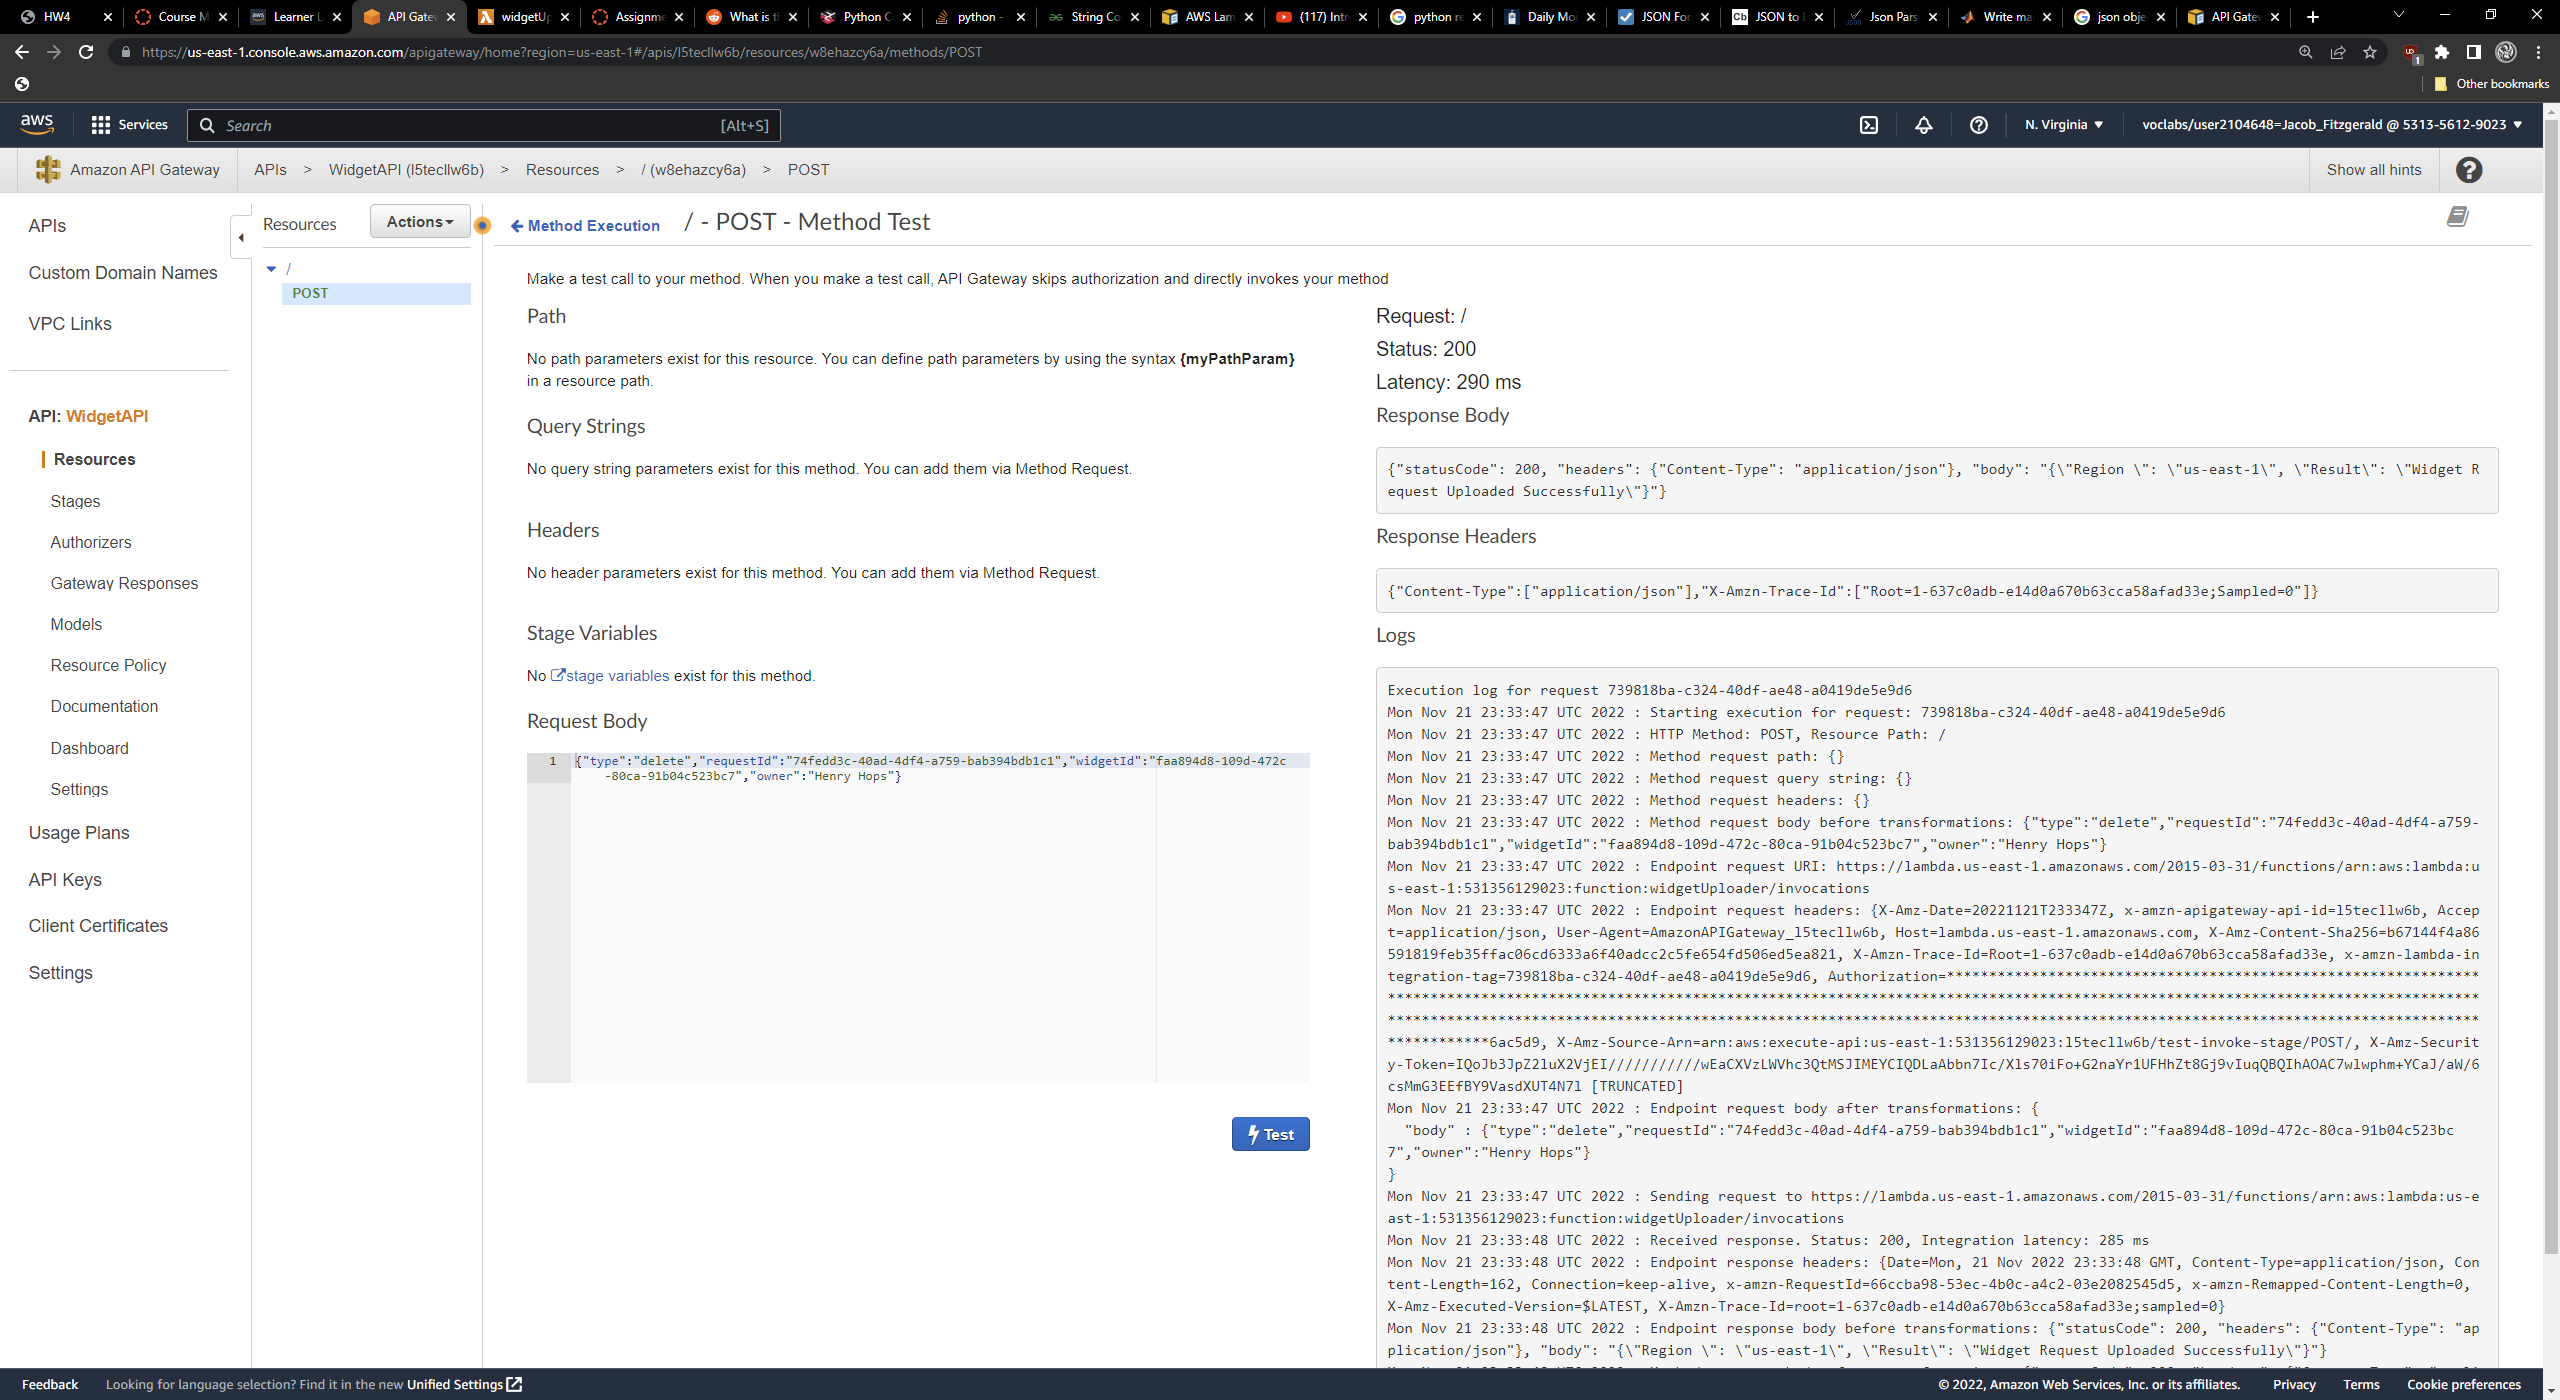 HW4
Course M
Learner L
API Gatew
widgetUp
Assignme
What is t
Python C
python -
String Co
AWS Lam
(117) Intr
python re
Daily Moi
JSON For
JSON to
Json Pars
Write ma
json obje
API Gatew
https://us-east-1.console.aws.amazon.com/apigateway/home?region=us-east-1#/apis/l5tecllw6b/resources/w8ehazcy6a/methods/POST
Other bookmarks
aws
Services
Search
[Alt+S]
N. Virginia
voclabs/user2104648=Jacob_Fitzgerald @ 5313-5612-9023
Amazon API Gateway
APIs > WidgetAPI (l5tecllw6b) > Resources > / (w8ehazcy6a) > POST
Show all hints
APIs
Custom Domain Names
VPC Links
API: WidgetAPI
Resources
Stages
Authorizers
Gateway Responses
Models
Resource Policy
Documentation
Dashboard
Settings
Usage Plans
API Keys
Client Certificates
Settings
Resources
Actions
/
POST
Method Execution
/ - POST - Method Test
Make a test call to your method. When you make a test call, API Gateway skips authorization and directly invokes your method
Path
No path parameters exist for this resource. You can define path parameters by using the syntax {myPathParam}
in a resource path.
Query Strings
No query string parameters exist for this method. You can add them via Method Request.
Headers
No header parameters exist for this method. You can add them via Method Request.
Stage Variables
No stage variables exist for this method.
Request Body
1
{"type":"delete","requestId":"74fedd3c-40ad-4df4-a759-bab394bdb1c1","widgetId":"faa894d8-109d-472c
-80ca-91b04c523bc7","owner":"Henry Hops"}
Test
Request: /
Status: 200
Latency: 290 ms
Response Body
{"statusCode": 200, "headers": {"Content-Type": "application/json"}, "body": "{\"Region \": \"us-east-1\", \"Result\": \"Widget R
equest Uploaded Successfully\"}"}
Response Headers
{"Content-Type":["application/json"],"X-Amzn-Trace-Id":["Root=1-637c0adb-e14d0a670b63cca58afad33e;Sampled=0"]}
Logs
Execution log for request 739818ba-c324-40df-ae48-a0419de5e9d6
Mon Nov 21 23:33:47 UTC 2022 : Starting execution for request: 739818ba-c324-40df-ae48-a0419de5e9d6
Mon Nov 21 23:33:47 UTC 2022 : HTTP Method: POST, Resource Path: /
Mon Nov 21 23:33:47 UTC 2022 : Method request path: {}
Mon Nov 21 23:33:47 UTC 2022 : Method request query string: {}
Mon Nov 21 23:33:47 UTC 2022 : Method request headers: {}
Mon Nov 21 23:33:47 UTC 2022 : Method request body before transformations: {"type":"delete","requestId":"74fedd3c-40ad-4df4-a759-
bab394bdb1c1","widgetId":"faa894d8-109d-472c-80ca-91b04c523bc7","owner":"Henry Hops"}
Mon Nov 21 23:33:47 UTC 2022 : Endpoint request URI: https://lambda.us-east-1.amazonaws.com/2015-03-31/functions/arn:aws:lambda:u
s-east-1:531356129023:function:widgetUploader/invocations
Mon Nov 21 23:33:47 UTC 2022 : Endpoint request headers: {X-Amz-Date=20221121T233347Z, x-amzn-apigateway-api-id=l5tecllw6b, Accep
t=application/json, User-Agent=AmazonAPIGateway_l5tecllw6b, Host=lambda.us-east-1.amazonaws.com, X-Amz-Content-Sha256=b67144f4a86
591819feb35ffac06cd6333a6f40adcc2c5fe654fd506ed5ea821, X-Amzn-Trace-Id=Root=1-637c0adb-e14d0a670b63cca58afad33e, x-amzn-lambda-in
tegration-tag=739818ba-c324-40df-ae48-a0419de5e9d6, Authorization=***************************************************************
*********************************************************************************************************************************
*********************************************************************************************************************************
************6ac5d9, X-Amz-Source-Arn=arn:aws:execute-api:us-east-1:531356129023:l5tecllw6b/test-invoke-stage/POST/, X-Amz-Securit
y-Token=IQoJb3JpZ2luX2VjEI///////////wEaCXVzLWVhc3QtMSJIMEYCIQDLaAbbn7Ic/Xls70iFo+G2naYr1UFHhZt8Gj9vIuqQBQIhAOAC7wlwphm+YCaJ/aW/6
csMmG3EEfBY9VasdXUT4N7l [TRUNCATED]
Mon Nov 21 23:33:47 UTC 2022 : Endpoint request body after transformations: {
"body" : {"type":"delete","requestId":"74fedd3c-40ad-4df4-a759-bab394bdb1c1","widgetId":"faa894d8-109d-472c-80ca-91b04c523bc
7","owner":"Henry Hops"}
}
Mon Nov 21 23:33:47 UTC 2022 : Sending request to https://lambda.us-east-1.amazonaws.com/2015-03-31/functions/arn:aws:lambda:us-e
ast-1:531356129023:function:widgetUploader/invocations
Mon Nov 21 23:33:48 UTC 2022 : Received response. Status: 200, Integration latency: 285 ms
Mon Nov 21 23:33:48 UTC 2022 : Endpoint response headers: {Date=Mon, 21 Nov 2022 23:33:48 GMT, Content-Type=application/json, Con
tent-Length=162, Connection=keep-alive, x-amzn-RequestId=66ccba98-53ec-4b0c-a4c2-03e2082545d5, x-amzn-Remapped-Content-Length=0,
X-Amz-Executed-Version=$LATEST, X-Amzn-Trace-Id=root=1-637c0adb-e14d0a670b63cca58afad33e;sampled=0}
Mon Nov 21 23:33:48 UTC 2022 : Endpoint response body before transformations: {"statusCode": 200, "headers": {"Content-Type": "ap
plication/json"}, "body": "{\"Region \": \"us-east-1\", \"Result\": \"Widget Request Uploaded Successfully\"}"}
Feedback
Looking for language selection? Find it in the new Unified Settings
© 2022, Amazon Web Services, Inc. or its affiliates.
Privacy
Terms
Cookie preferences